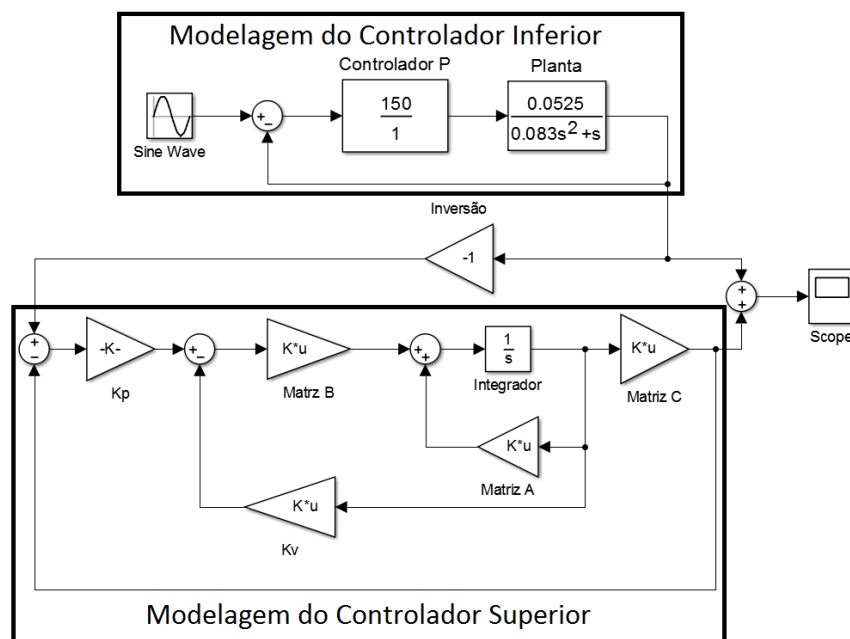 Modelagem do Controlador Inferior
Controlador P
Planta
Sine Wave
+
−
150
1
0.0525
0.083s² +s
Inversão
-1
+
+
Scope
+
−
-K-
Kp
+
−
K*u
Matrz B
+
+
1
s
Integrador
K*u
Matriz C
K*u
Matriz A
K*u
Kv
Modelagem do Controlador Superior